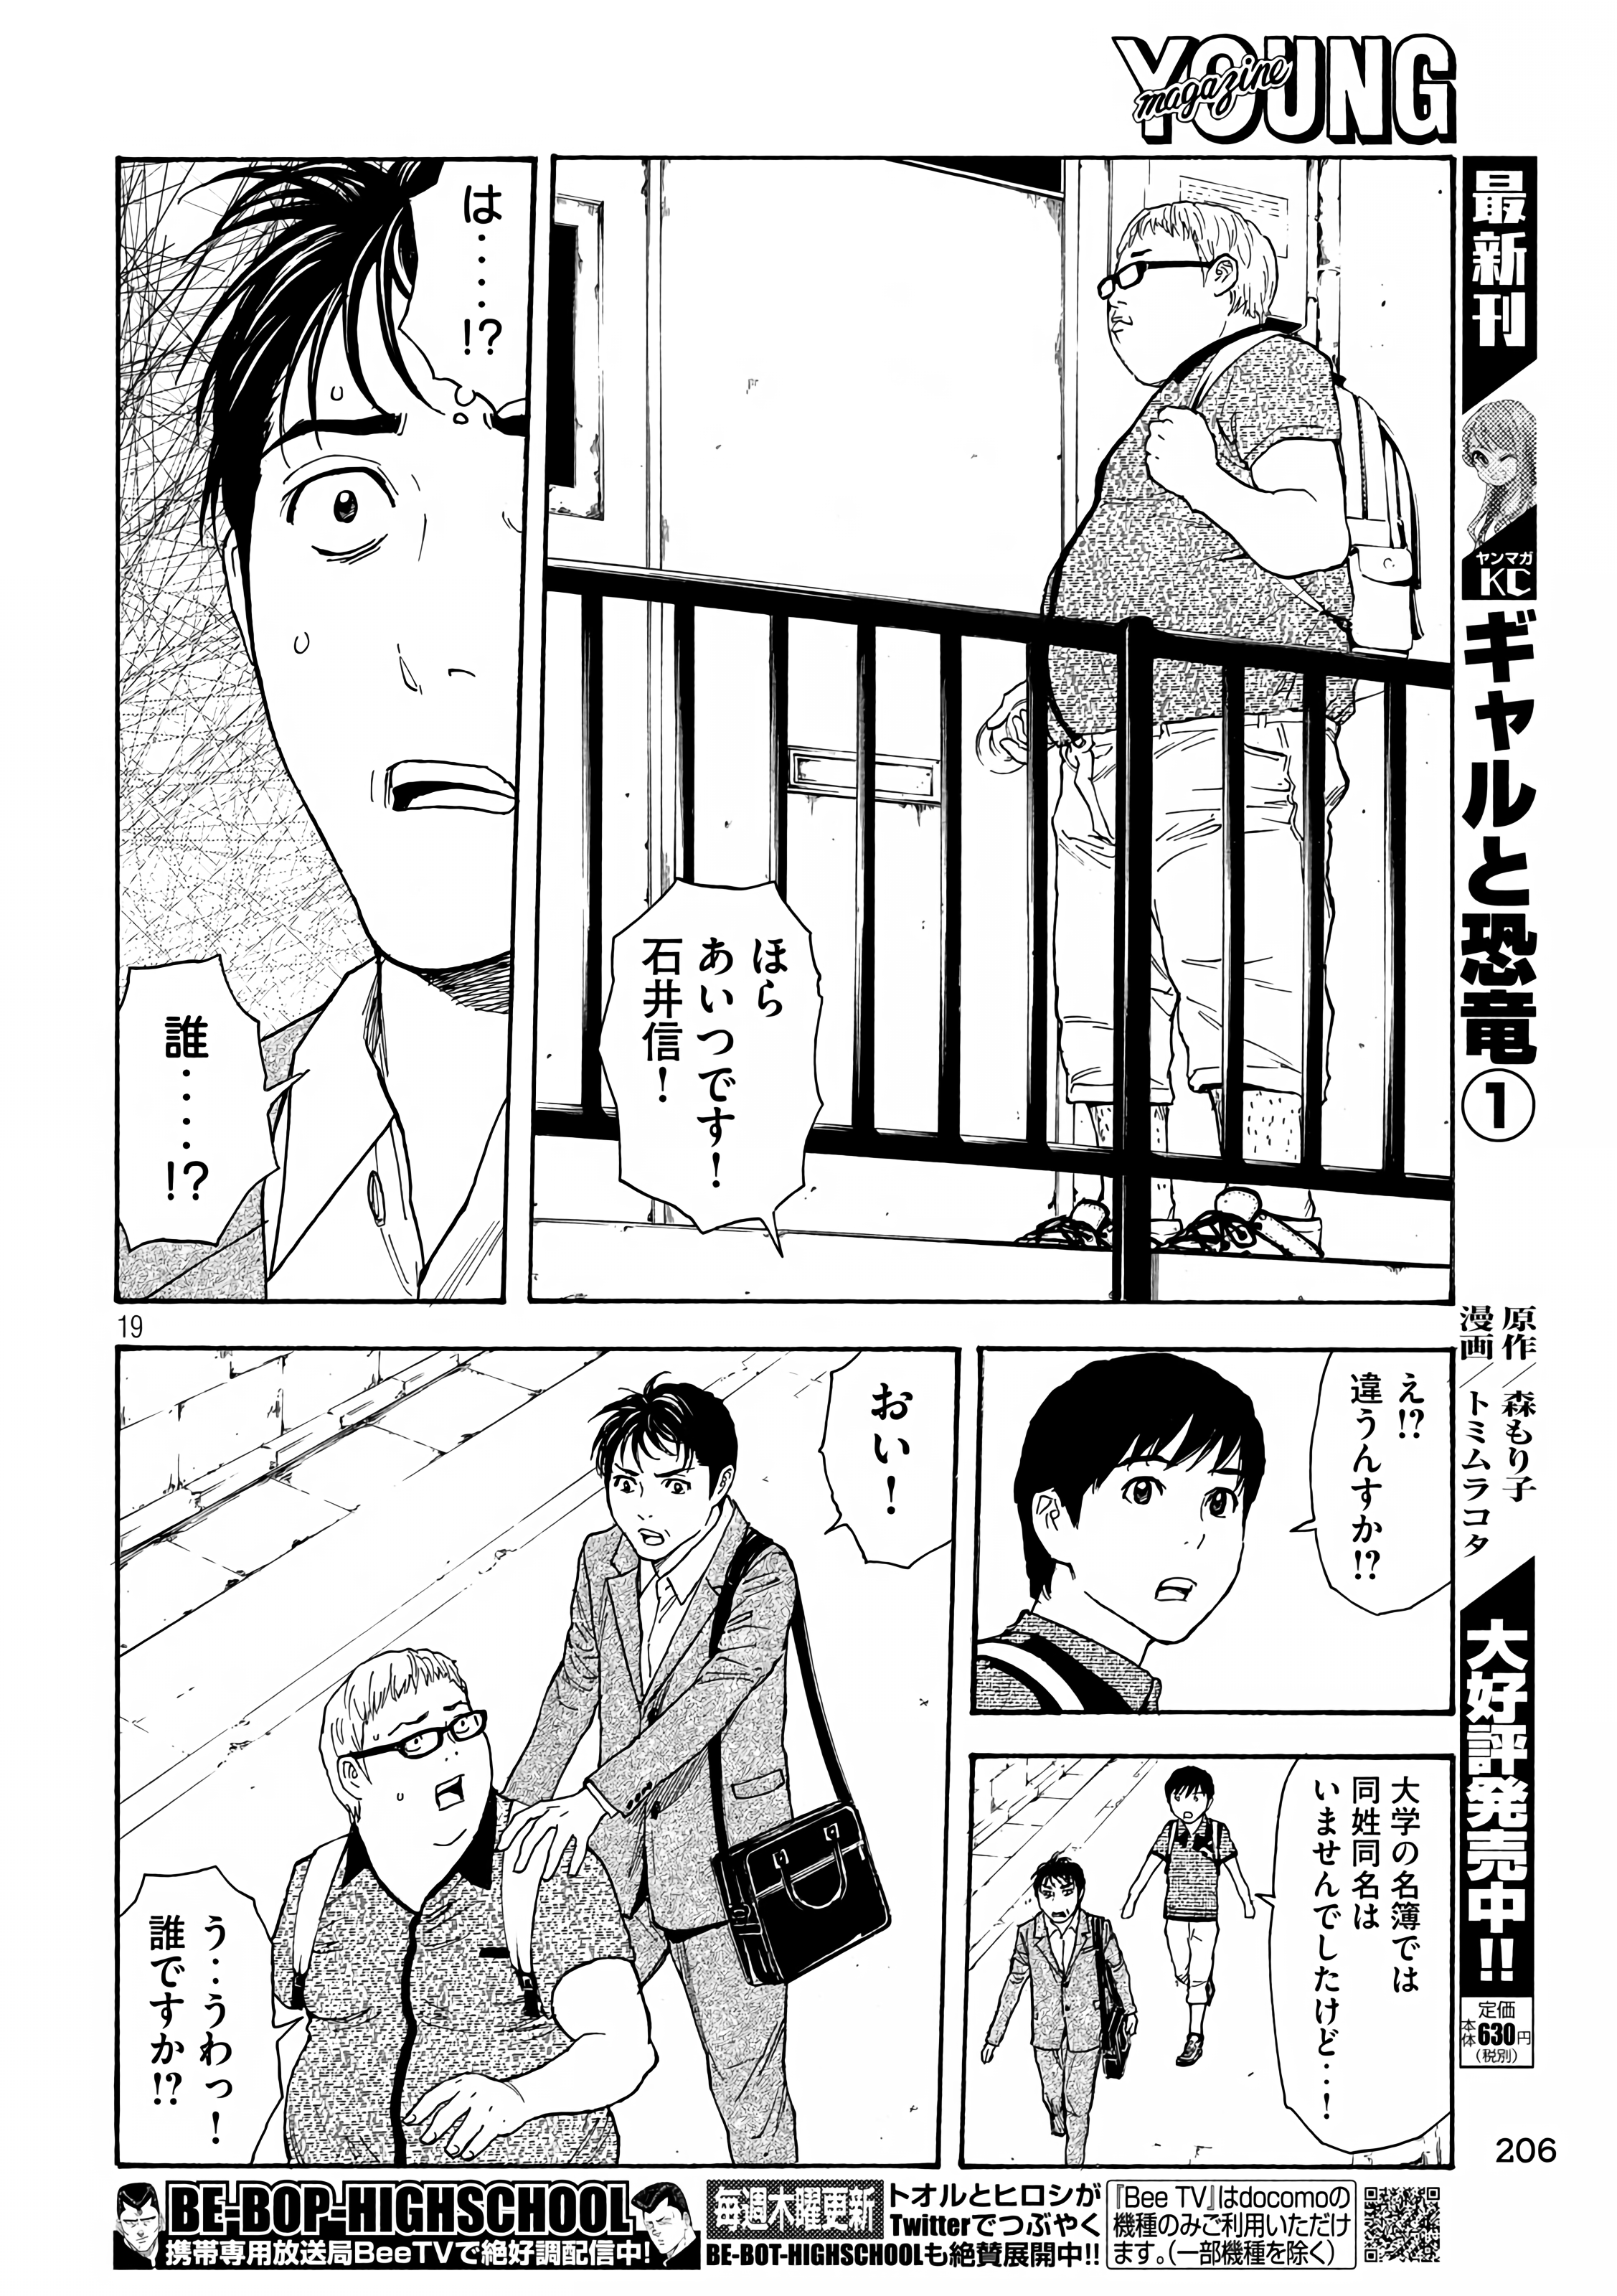 YOUNG
magazine
ほら
あいつです!
石井信!
は‥‥‥!?
誰‥‥‥!?
19
え!?
違うんすか!?
大学の名簿では
同姓同名は
いませんでしたけど‥‥!
おい!
う‥うわっ!
誰ですか!?
最新刊
ヤンマガ
KC
ギャルと恐竜①
原作/森もり子
漫画/トミムラコタ
大好評発売中!!
定価
本体630円
(税別)
206
BE-BOP-HIGHSCHOOL
携帯専用放送局BeeTVで絶好調配信中!
毎週木曜更新
トオルとヒロシが
Twitterでつぶやく
BE-BOT-HIGHSCHOOLも絶賛展開中!!
『Bee TV』はdocomoの
機種のみご利用いただけ
ます。(一部機種を除く)